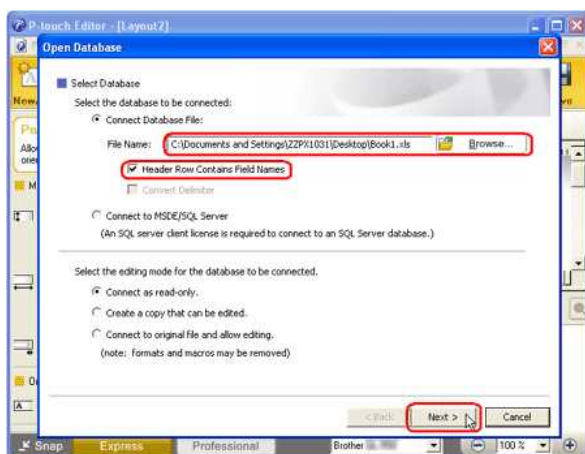 P-touch Editor - [Layout2]
Open Database
New
Select Database
Select the database to be connected:
Connect Database File:
File Name: C:\Documents and Settings\ZZPX1031\Desktop\Book1.xls Browse...
Header Row Contains Field Names
Convert Delimiter
Connect to MSDE/SQL Server
(An SQL server client license is required to connect to an SQL Server database.)
Select the editing mode for the database to be connected.
Connect as read-only.
Create a copy that can be edited.
Connect to original file and allow editing.
(note: formats and macros may be removed)
< Back Next > Cancel
Snap Express Professional Brother 100 %